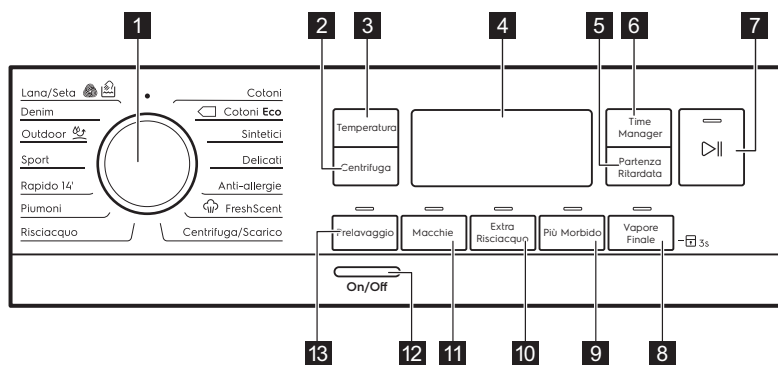 1
2
3
4
5
6
7
Lana/Seta
Denim
Outdoor
Sport
Rapido 14'
Piumoni
Risciacquo
Cotoni
Cotoni Eco
Sintetici
Delicati
Anti-allergie
FreshScent
Centrifuga/Scarico
Temperatura
Centrifuga
Time
Manager
Partenza
Ritardata
Prelavaggio
Macchie
Extra
Risciacquo
Più Morbido
Vapore
Finale
3s
On/Off
13
12
11
10
9
8